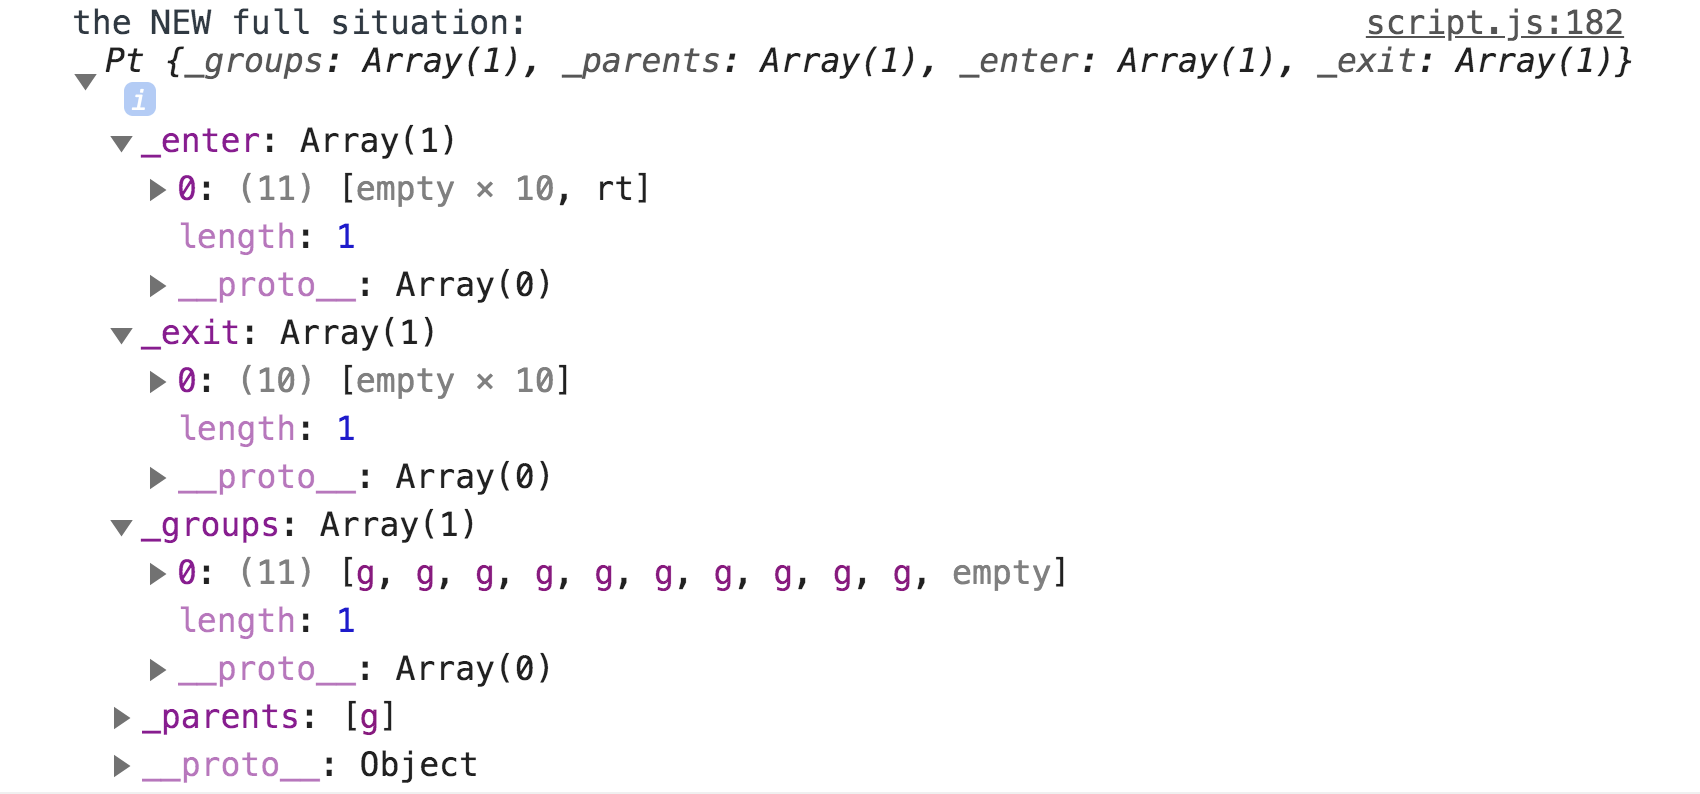 the NEW full situation: script.js:182
Pt {_groups: Array(1), _parents: Array(1), _enter: Array(1), _exit: Array(1)}
i
_enter: Array(1)
0: (11) [empty × 10, rt]
length: 1
__proto__: Array(0)
_exit: Array(1)
0: (10) [empty × 10]
length: 1
__proto__: Array(0)
_groups: Array(1)
0: (11) [g, g, g, g, g, g, g, g, g, g, empty]
length: 1
__proto__: Array(0)
_parents: [g]
__proto__: Object